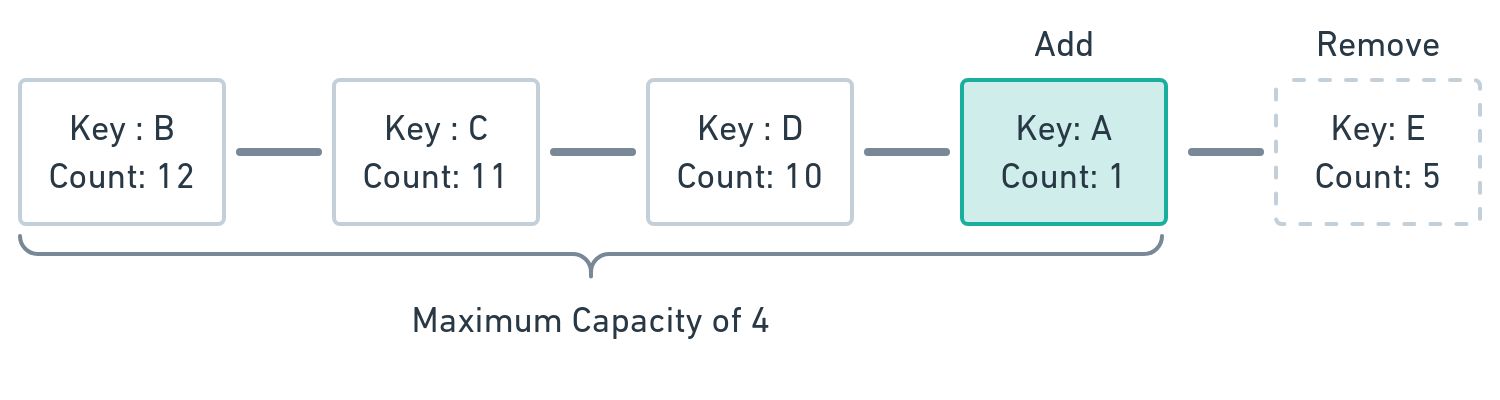 Add
Remove
Key : B
Count: 12
Key : C
Count: 11
Key : D
Count: 10
Key: A
Count: 1
Key: E
Count: 5
Maximum Capacity of 4